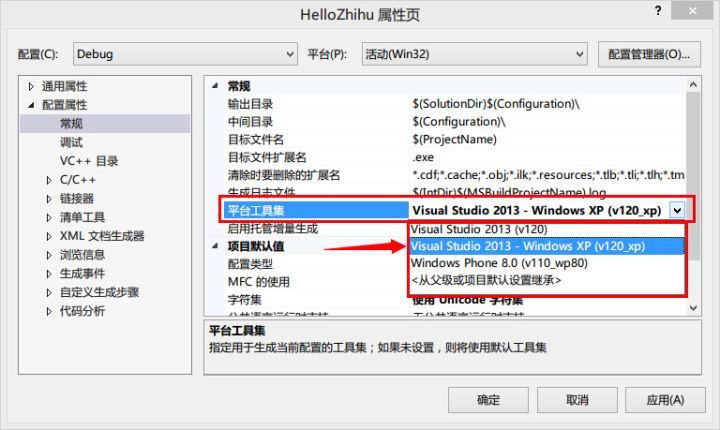 HelloZhihu 属性页
配置(C): Debug 平台(P): 活动(Win32) 配置管理器(O)...
通用属性
配置属性
常规
调试
VC++ 目录
C/C++
链接器
清单工具
XML 文档生成器
浏览信息
生成事件
自定义生成步骤
代码分析
常规
输出目录 $(SolutionDir)$(Configuration)\
中间目录 $(Configuration)\
目标文件名 $(ProjectName)
目标文件扩展名 .exe
清除时要删除的扩展名 *.cdf;*.cache;*.obj;*.ilk;*.resources;*.tlb;*.tli;*.tlh;*.tm
生成日志文件 $(IntDir)$(MSBuildProjectName).log
平台工具集 Visual Studio 2013 - Windows XP (v120_xp)
启用托管增量生成 Visual Studio 2013 (v120)
项目默认值 Visual Studio 2013 - Windows XP (v120_xp)
配置类型 Windows Phone 8.0 (v110_wp80)
MFC 的使用 <从父级或项目默认设置继承>
字符集 使用 Unicode 字符集
平台工具集
指定用于生成当前配置的工具集；如果未设置，则将使用默认工具集
确定 取消 应用(A)